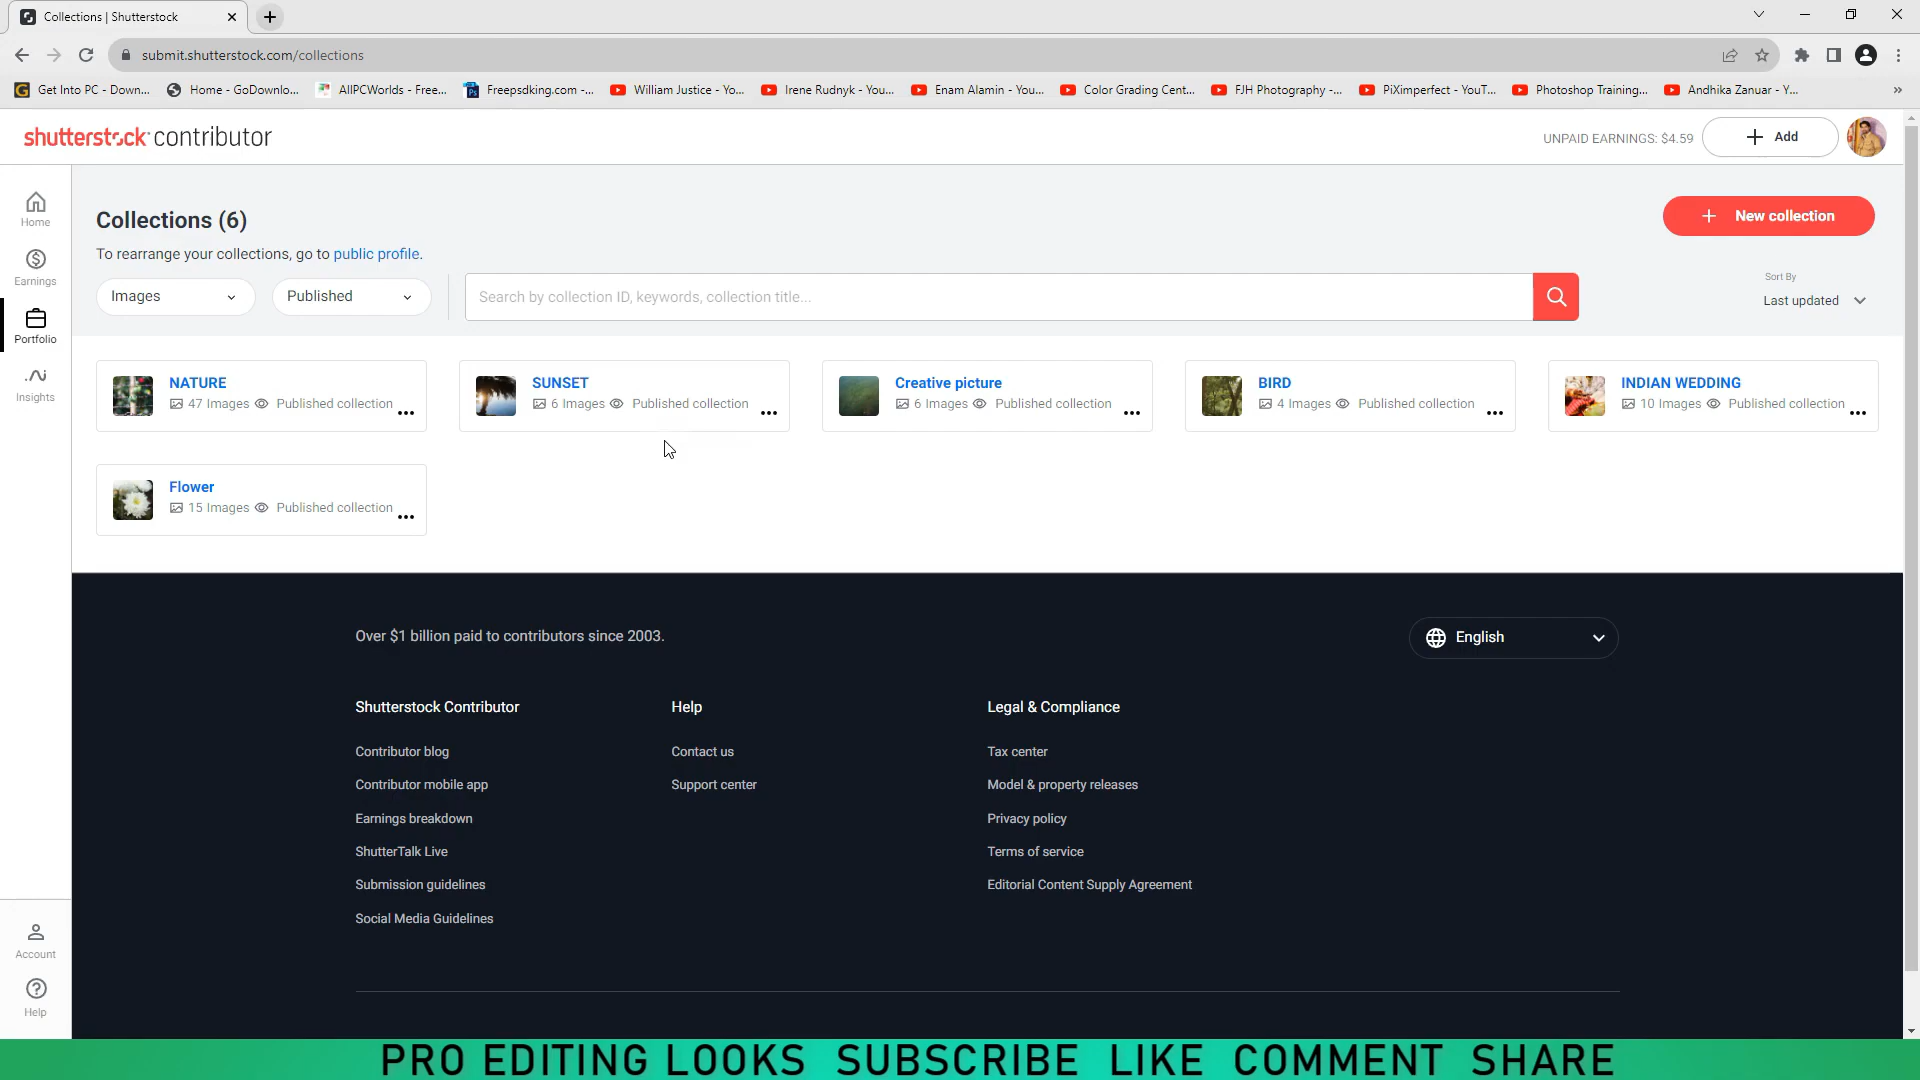 Collections | Shutterstock
submit.shutterstock.com/collections
Get Into PC - Down... Home - GoDownlo... AllPCWorlds - Free... Freepsdking.com -... William Justice - Yo... Irene Rudnyk - You... Enam Alamin - You... Color Grading Cent... FJH Photography -... PiXimperfect - YouT... Photoshop Training... Andhika Zanuar - Y... »
shutterstock contributor
UNPAID EARNINGS: $4.59
+ Add
Home
Earnings
Portfolio
Insights
Account
Help
Collections (6)
+ New collection
To rearrange your collections, go to public profile.
Images
Published
Search by collection ID, keywords, collection title...
Sort By
Last updated
NATURE
47 Images Published collection
SUNSET
6 Images Published collection
Creative picture
6 Images Published collection
BIRD
4 Images Published collection
INDIAN WEDDING
10 Images Published collection
Flower
15 Images Published collection
Over $1 billion paid to contributors since 2003.
English
Shutterstock Contributor
Contributor blog
Contributor mobile app
Earnings breakdown
ShutterTalk Live
Submission guidelines
Social Media Guidelines
Help
Contact us
Support center
Legal & Compliance
Tax center
Model & property releases
Privacy policy
Terms of service
Editorial Content Supply Agreement
PRO EDITING LOOKS SUBSCRIBE LIKE COMMENT SHARE